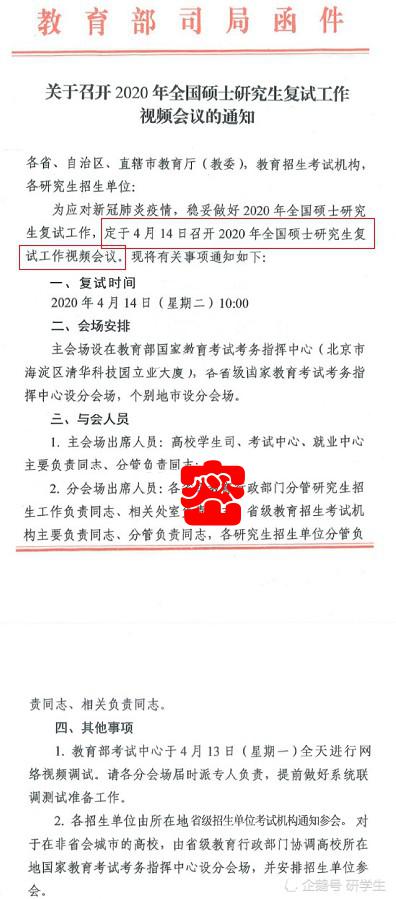 教育部司局函件
关于召开2020年全国硕士研究生复试工作
视频会议的通知
各省、自治区、直辖市教育厅（教委），教育招生考试机构，
各研究生招生单位：
为应对新冠肺炎疫情，稳妥做好2020年全国硕士研究
生复试工作，定于4月14日召开2020年全国硕士研究生复
试工作视频会议。现将有关事项通知如下：
一、复试时间
2020年4月14日（星期二）10:00
二、会场安排
主会场设在教育部国家教育考试考务指挥中心（北京市
海淀区清华科技园立业大厦），各省级国家教育考试考务指
挥中心设分会场，个别地市设分会场。
三、与会人员
1. 主会场出席人员：高校学生司、考试中心、就业中心
主要负责同志、分管负责同志；
2. 分会场出席人员：各 行政部门分管研究生招
生工作负责同志、相关处室 省级教育招生考试机
构主要负责同志、分管负责同志，各研究生招生单位分管负
责同志、相关负责同志。
四、其他事项
1. 教育部考试中心于4月13日（星期一）全天进行网
络视频调试。请各分会场届时派专人负责，提前做好系统联
调测试准备工作。
2. 各招生单位由所在地省级招生单位考试机构通知参会。对
于在非省会城市的高校，由省级教育行政部门协调高校所在
地国家教育考试考务指挥中心设分会场，并安排招生单位参
会。
企鹅号 研学生